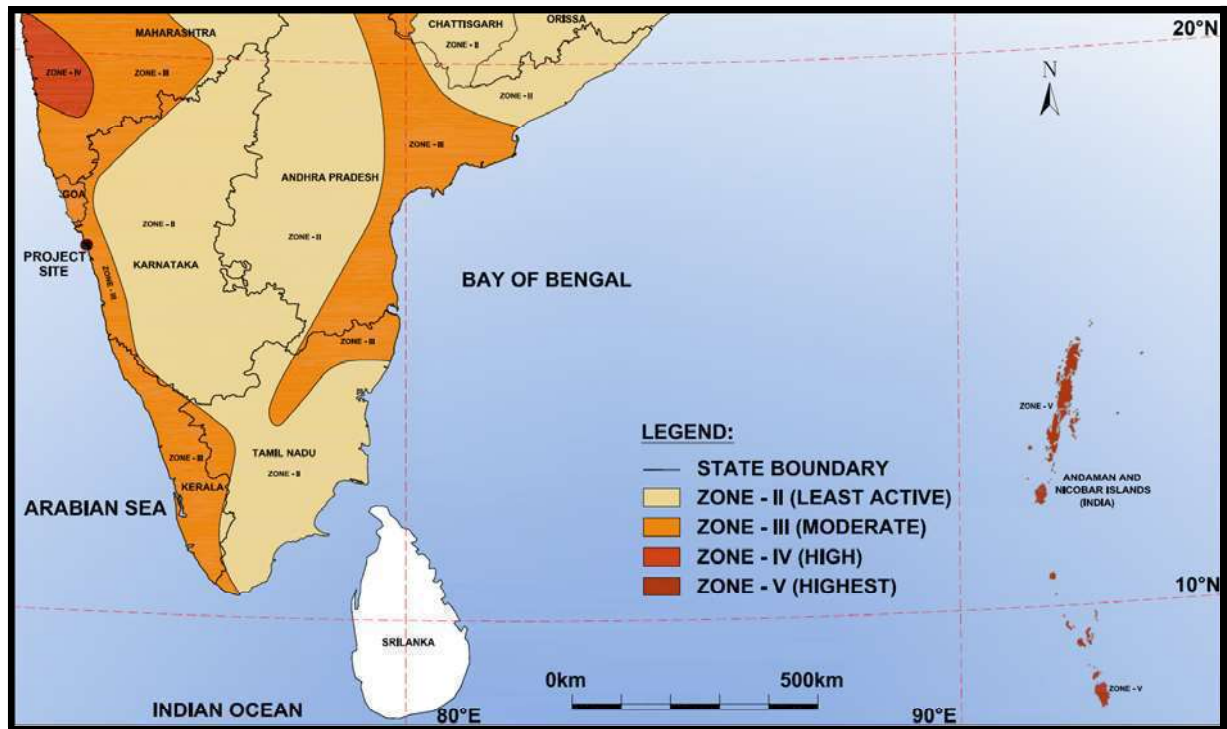 CHATTISGARH
ORISSA
20°N
MAHARASHTRA
ZONE - II
ZONE - IV
ZONE - III
ZONE - II
N
ZONE - III
ANDHRA PRADESH
GOA
ZONE - II
ZONE - II
PROJECT
SITE
KARNATAKA
ZONE - III
BAY OF BENGAL
ZONE - III
ZONE - V
LEGEND:
STATE BOUNDARY
ZONE - II (LEAST ACTIVE)
ZONE - III (MODERATE)
ZONE - IV (HIGH)
ZONE - V (HIGHEST)
TAMIL NADU
ZONE - III
ZONE - II
KERALA
ARABIAN SEA
ANDAMAN AND
NICOBAR ISLANDS
(INDIA)
10°N
SRILANKA
0km
500km
ZONE - V
INDIAN OCEAN
80°E
90°E